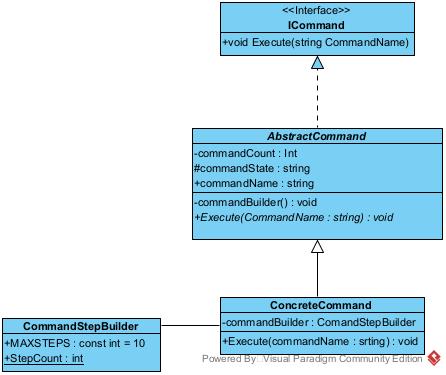 <<Interface>>
ICommand
+void Execute(string CommandName)
AbstractCommand
-commandCount : Int
#commandState : string
+commandName : string
-commandBuilder() : void
+Execute(CommandName : string) : void
ConcreteCommand
-commandBuilder : ComandStepBuilder
+Execute(commandName : srting) : void
CommandStepBuilder
+MAXSTEPS : const int = 10
+StepCount : int
Powered By: Visual Paradigm Community Edition